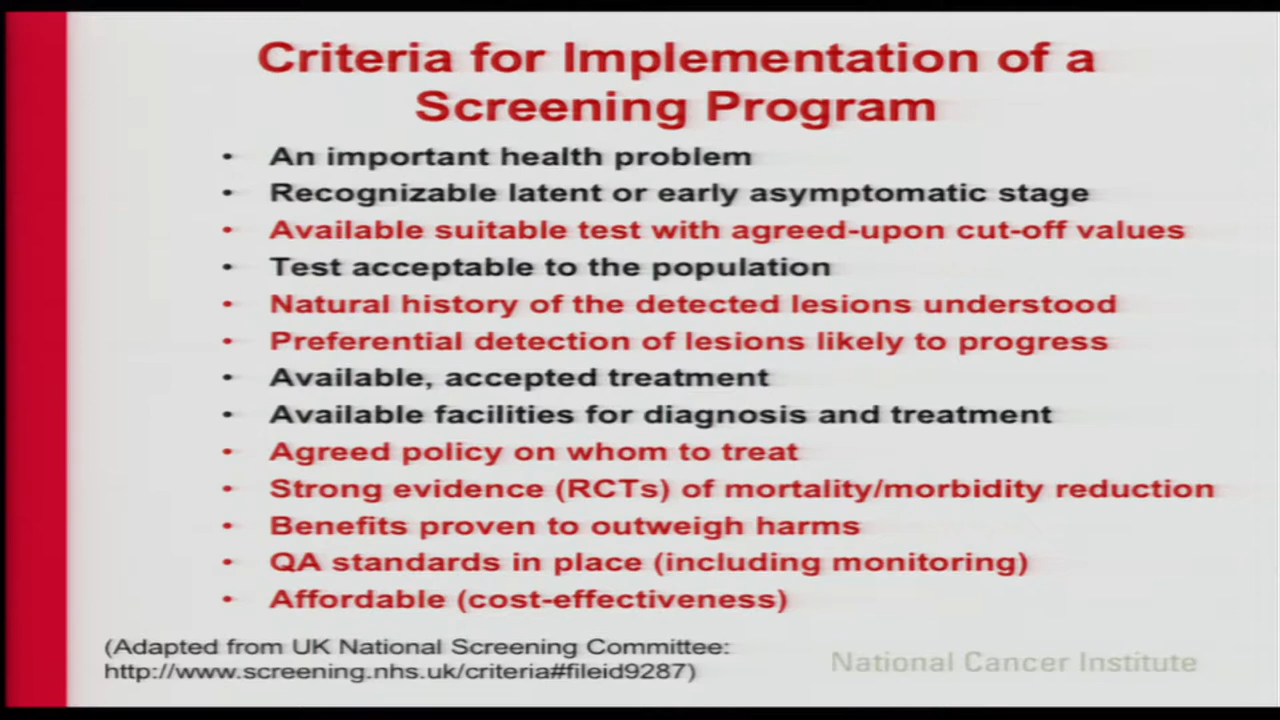 Criteria for Implementation of a
Screening Program
• An important health problem
• Recognizable latent or early asymptomatic stage
• Available suitable test with agreed-upon cut-off values
• Test acceptable to the population
• Natural history of the detected lesions understood
• Preferential detection of lesions likely to progress
• Available, accepted treatment
• Available facilities for diagnosis and treatment
• Agreed policy on whom to treat
• Strong evidence (RCTs) of mortality/morbidity reduction
• Benefits proven to outweigh harms
• QA standards in place (including monitoring)
• Affordable (cost-effectiveness)
(Adapted from UK National Screening Committee:
http://www.screening.nhs.uk/criteria#fileid9287)
National Cancer Institute